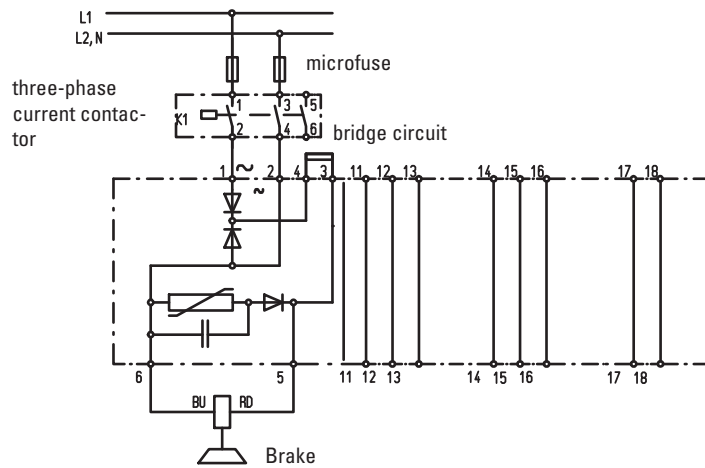 L1
L2, N
microfuse
three-phase
current contac-
tor
K1
1 3 5
2 4 6
bridge circuit
1 ~ 2 4 3 11 12 13 14 15 16 17 18
~
6 5 11 12 13 14 15 16 17 18
BU RD
Brake